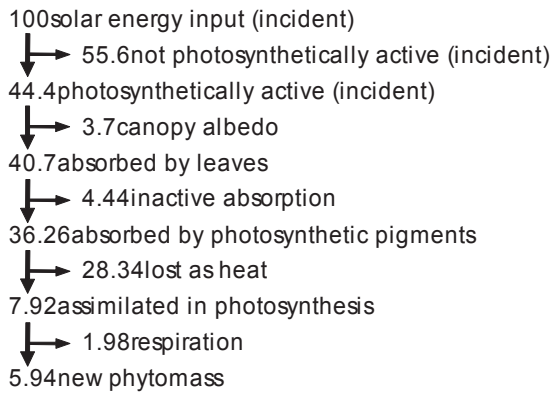 100solar energy input (incident)
55.6not photosynthetically active (incident)
44.4photosynthetically active (incident)
3.7canopy albedo
40.7absorbed by leaves
4.44inactive absorption
36.26absorbed by photosynthetic pigments
28.34lost as heat
7.92assimilated in photosynthesis
1.98respiration
5.94new phytomass